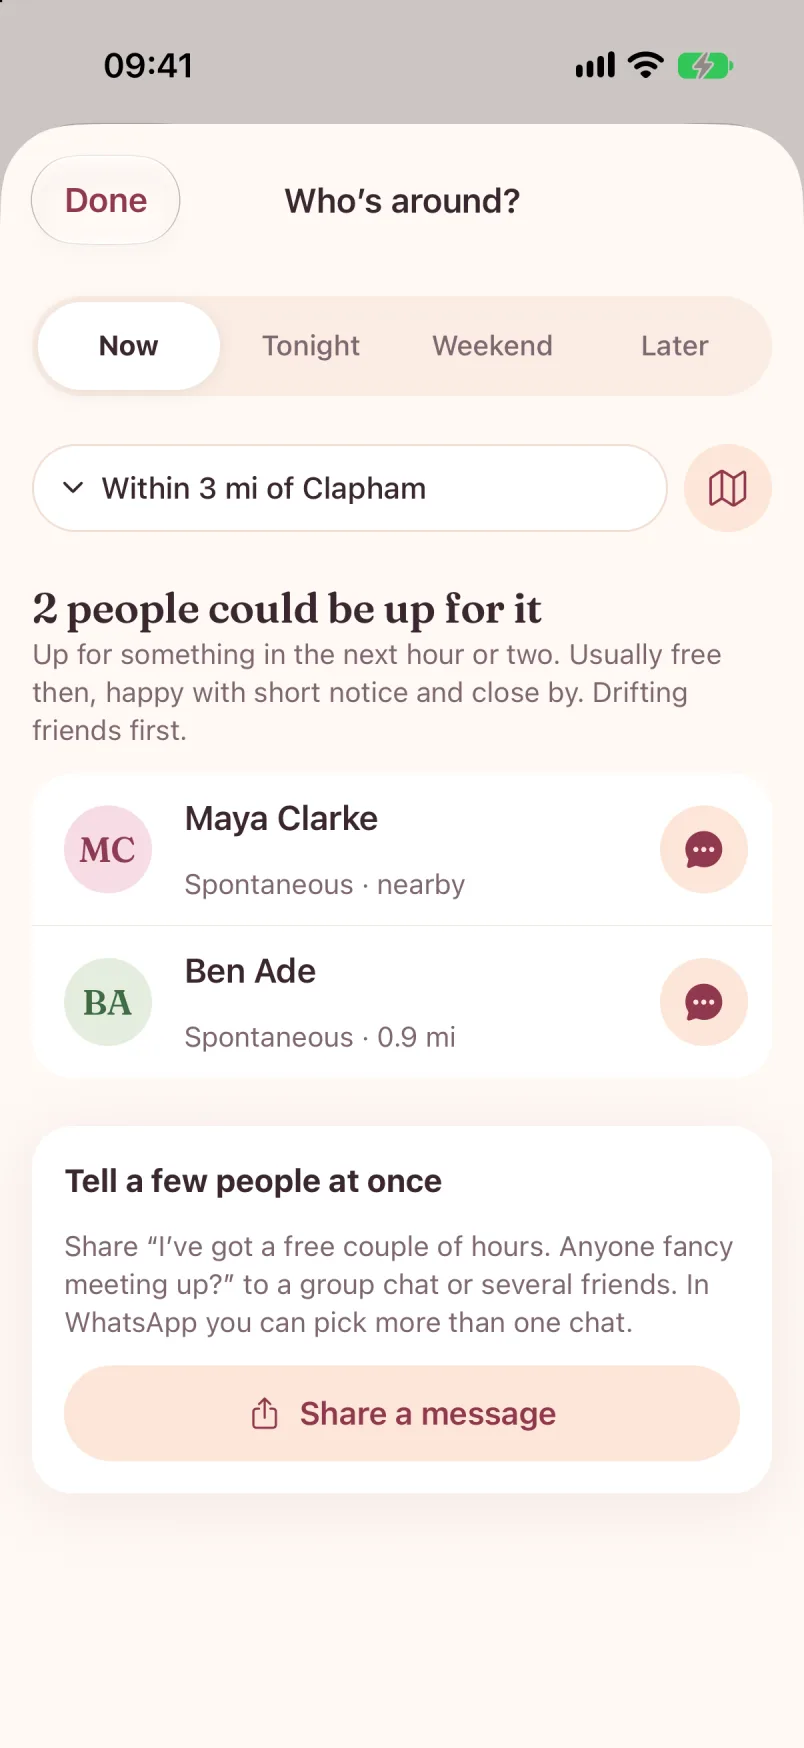 09:41
Done
Who’s around?
Now
Tonight
Weekend
Later
Within 3 mi of Clapham
2 people could be up for it
Up for something in the next hour or two. Usually free
then, happy with short notice and close by. Drifting
friends first.
MC
Maya Clarke
Spontaneous · nearby
BA
Ben Ade
Spontaneous · 0.9 mi
Tell a few people at once
Share “I’ve got a free couple of hours. Anyone fancy
meeting up?” to a group chat or several friends. In
WhatsApp you can pick more than one chat.
Share a message